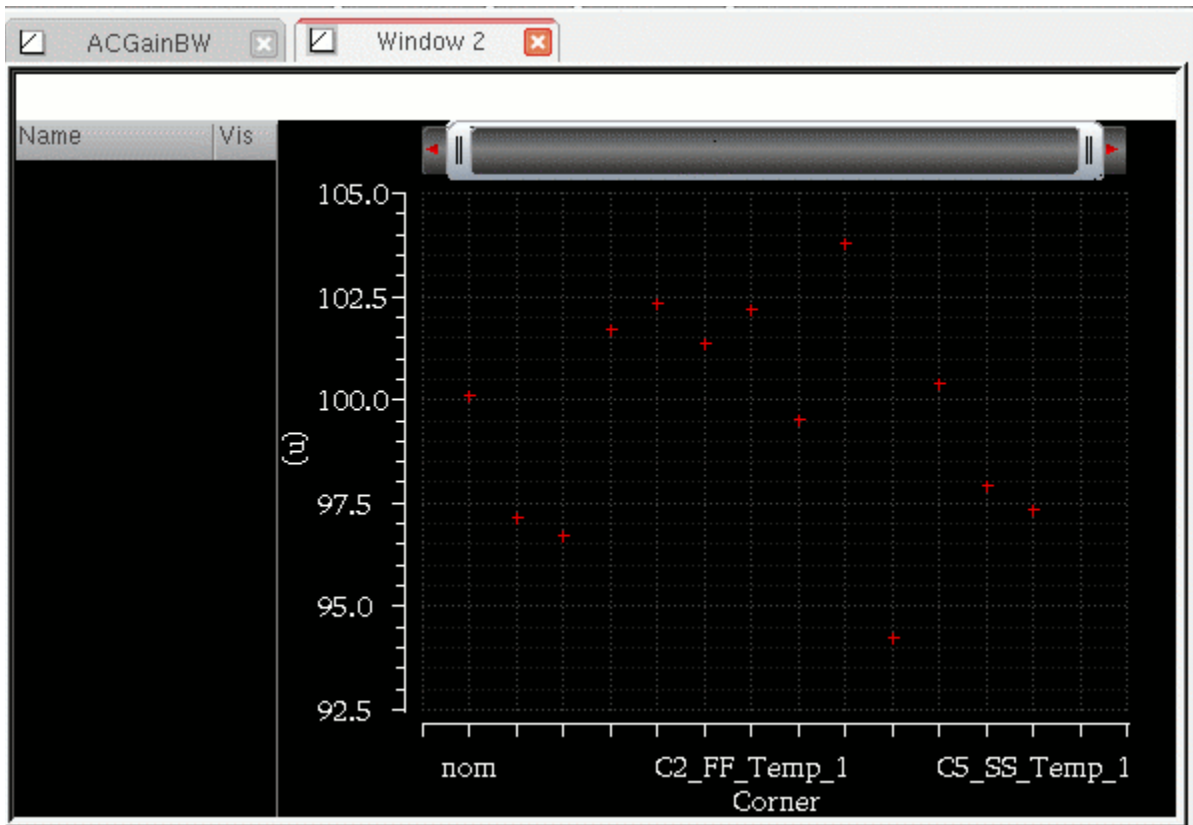 ACGainBW
Window 2
Name Vis
105.0
102.5
100.0
(u)
97.5
95.0
92.5
nom C2_FF_Temp_1 C5_SS_Temp_1
Corner